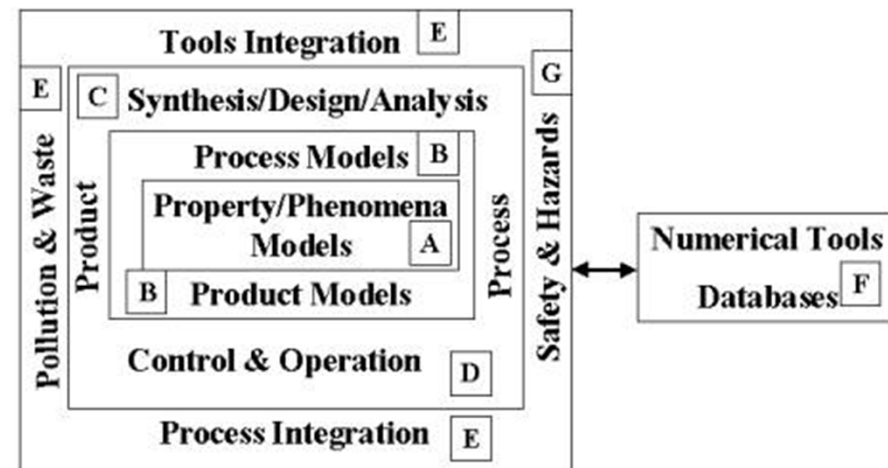 Tools Integration E
E
G
C Synthesis/Design/Analysis
Process Models B
Property/Phenomena
Models A
B Product Models
Product
Process
Pollution & Waste
Safety & Hazards
Control & Operation D
Process Integration E
Numerical Tools
Databases F